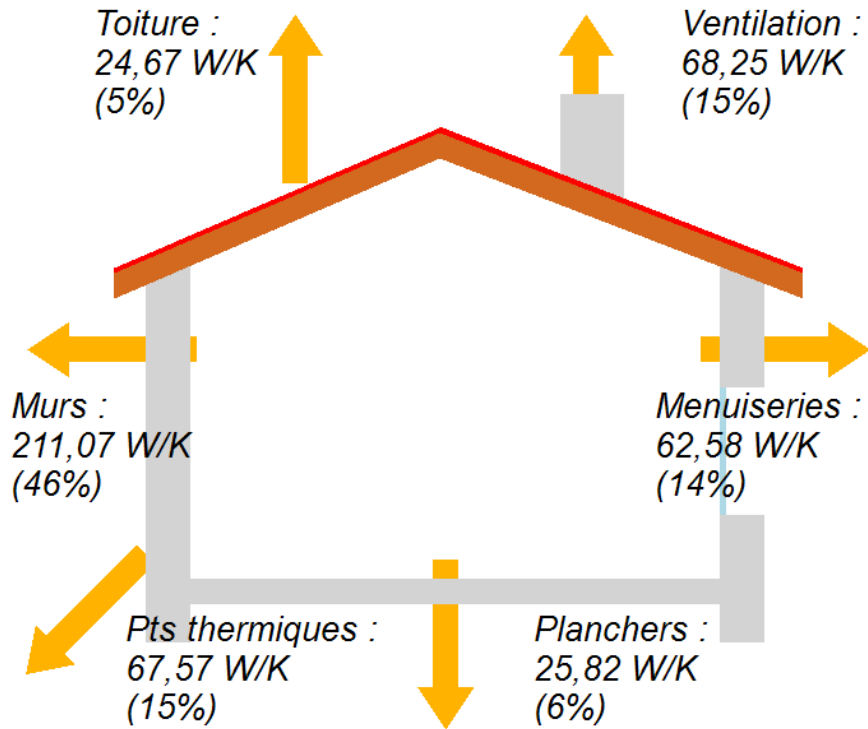 Toiture :
24,67 W/K
(5%)
Ventilation :
68,25 W/K
(15%)
Murs :
211,07 W/K
(46%)
Menuiseries :
62,58 W/K
(14%)
Pts thermiques :
67,57 W/K
(15%)
Planchers :
25,82 W/K
(6%)